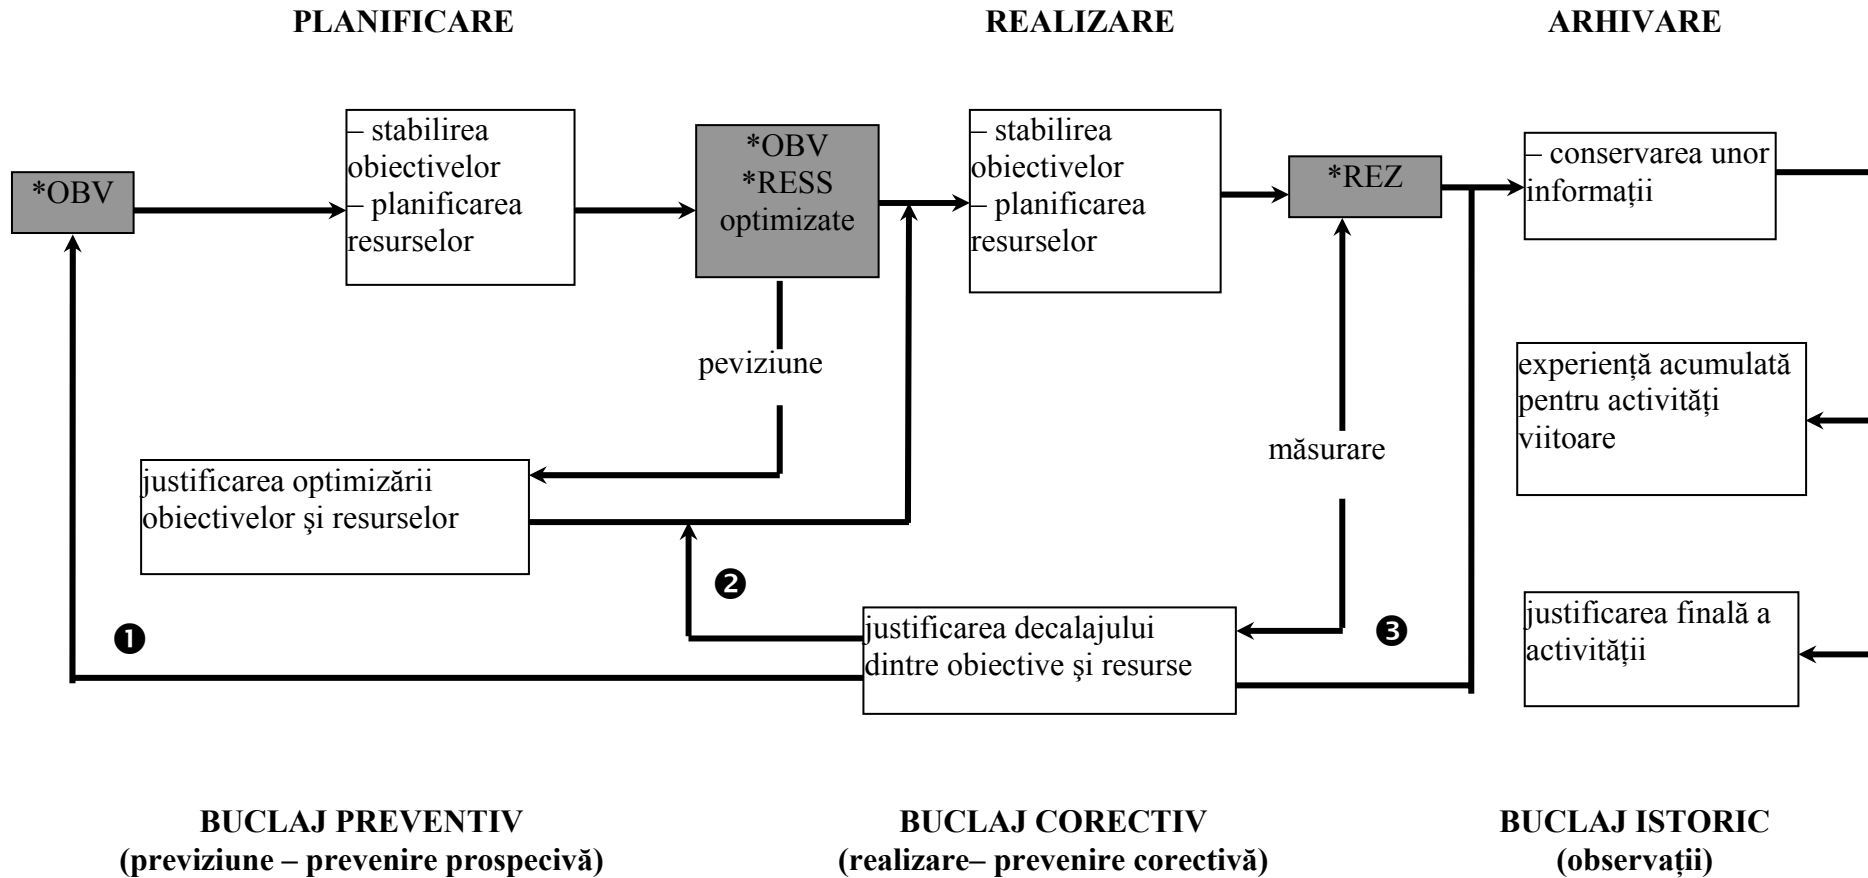 PLANIFICARE
REALIZARE
ARHIVARE
*OBV
– stabilirea
obiectivelor
– planificarea
resurselor
*OBV
*RESS
optimizate
– stabilirea
obiectivelor
– planificarea
resurselor
*REZ
– conservarea unor
informații
peviziune
experiență acumulată
pentru activități
viitoare
măsurare
justificarea optimizării
obiectivelor şi resurselor
❷
justificarea finală a
activității
❶
justificarea decalajului
dintre obiective şi resurse
❸
BUCLAJ PREVENTIV
(previziune – prevenire prospecivă)
BUCLAJ CORECTIV
(realizare– prevenire corectivă)
BUCLAJ ISTORIC
(observații)